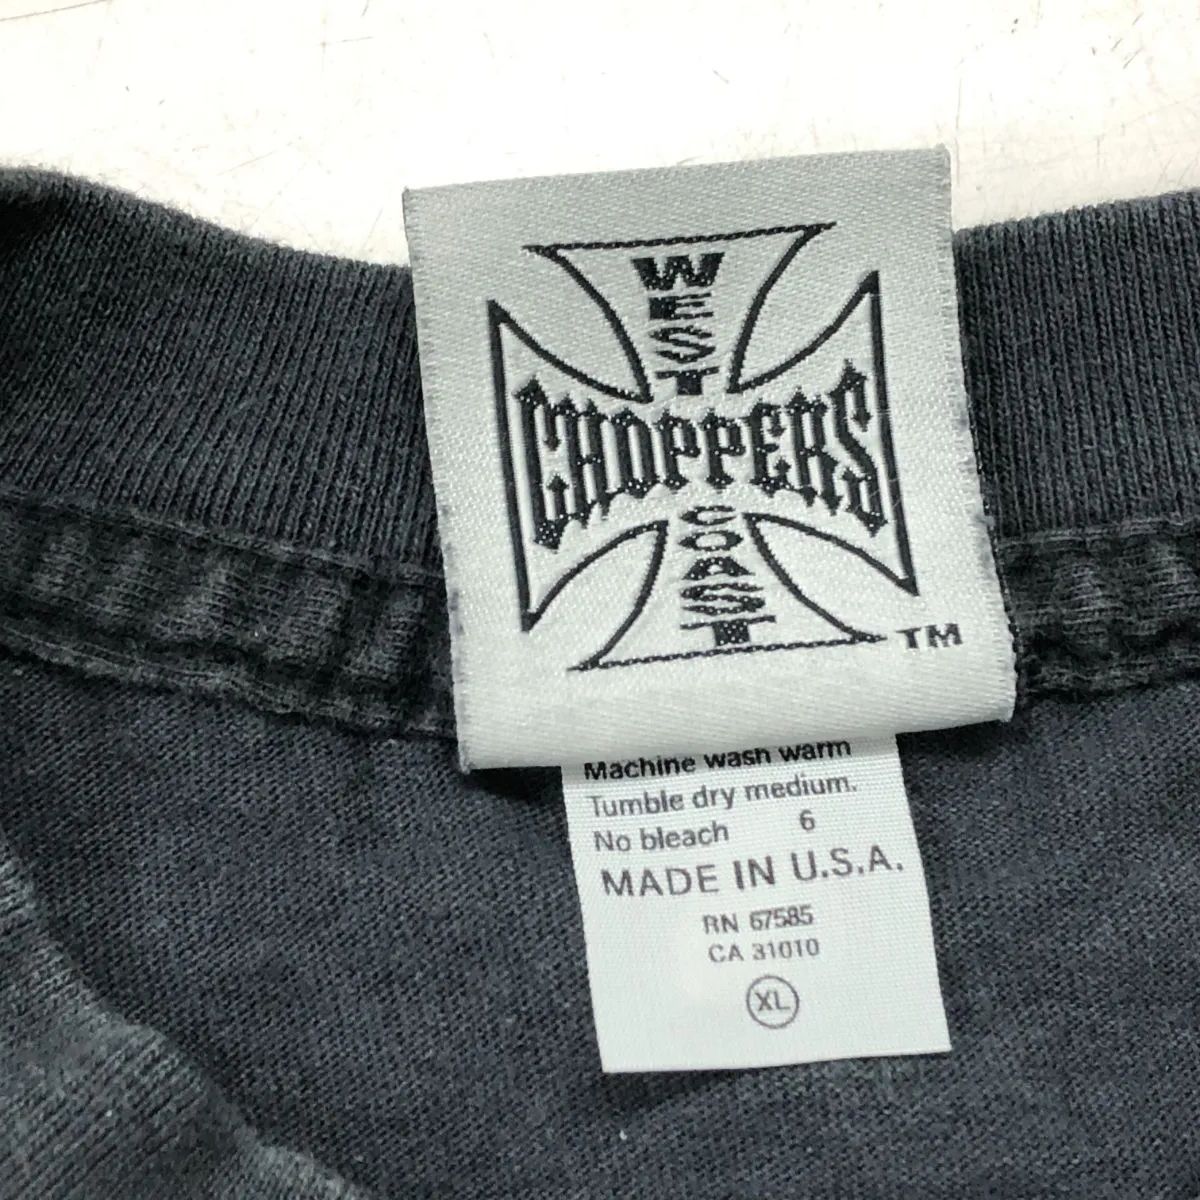 WEST
CHOPPERS
COAST
TM
Machine wash warm
Tumble dry medium.
No bleach 6
MADE IN U.S.A.
RN 67585
CA 31010
XL